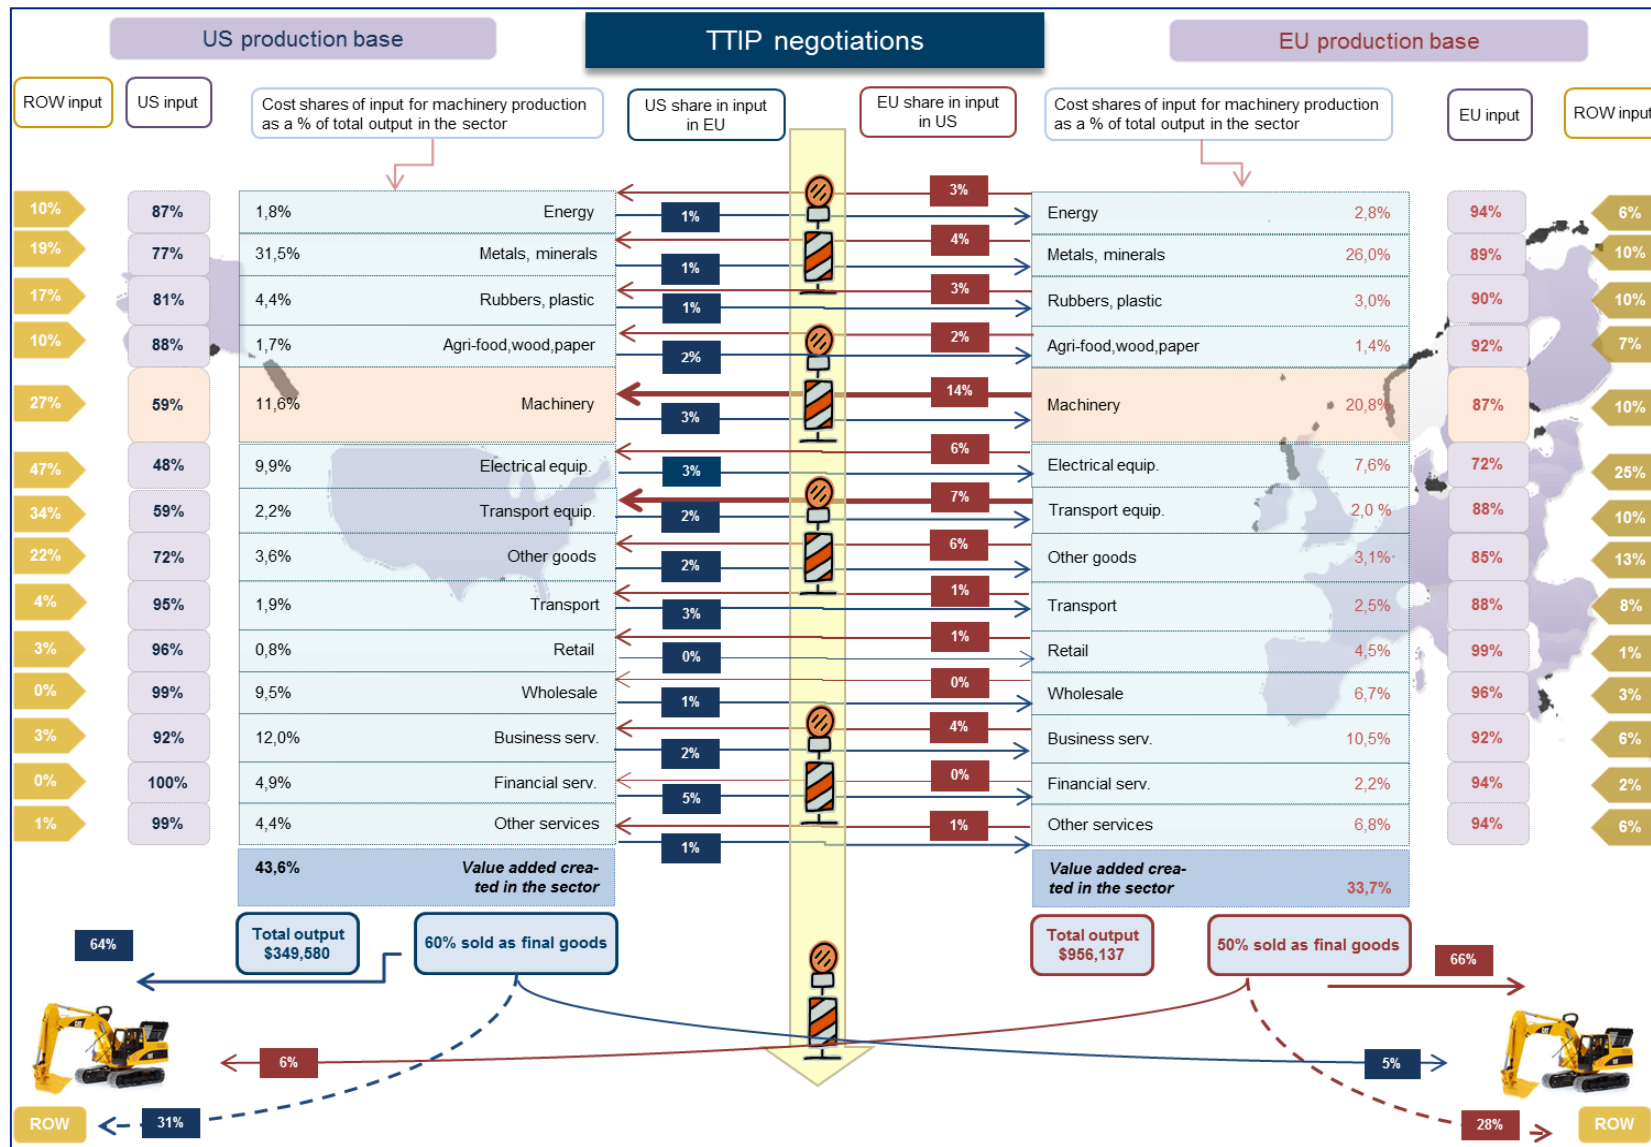 US production base
TTIP negotiations
EU production base
ROW input
US input
Cost shares of input for machinery production
as a % of total output in the sector
US share in input
in EU
EU share in input
in US
Cost shares of input for machinery production
as a % of total output in the sector
EU input
ROW input
10% 87% 1,8% Energy 1% 3% Energy 2,8% 94% 6%
19% 77% 31,5% Metals, minerals 1% 4% Metals, minerals 26,0% 89% 10%
17% 81% 4,4% Rubbers, plastic 1% 3% Rubbers, plastic 3,0% 90% 10%
10% 88% 1,7% Agri-food,wood,paper 2% 2% Agri-food,wood,paper 1,4% 92% 7%
27% 59% 11,6% Machinery 3% 14% Machinery 20,8% 87% 10%
47% 48% 9,9% Electrical equip. 3% 6% Electrical equip. 7,6% 72% 25%
34% 59% 2,2% Transport equip. 2% 7% Transport equip. 2,0 % 88% 10%
22% 72% 3,6% Other goods 2% 6% Other goods 3,1% 85% 13%
4% 95% 1,9% Transport 3% 1% Transport 2,5% 88% 8%
3% 96% 0,8% Retail 0% 1% Retail 4,5% 99% 1%
0% 99% 9,5% Wholesale 1% 0% Wholesale 6,7% 96% 3%
3% 92% 12,0% Business serv. 2% 4% Business serv. 10,5% 92% 6%
0% 100% 4,9% Financial serv. 5% 0% Financial serv. 2,2% 94% 2%
1% 99% 4,4% Other services 1% 1% Other services 6,8% 94% 6%
43,6% Value added crea-
ted in the sector
Value added crea-
ted in the sector 33,7%
Total output
$349,580
60% sold as final goods
Total output
$956,137
50% sold as final goods
64%
66%
6%
5%
ROW
31%
28%
ROW